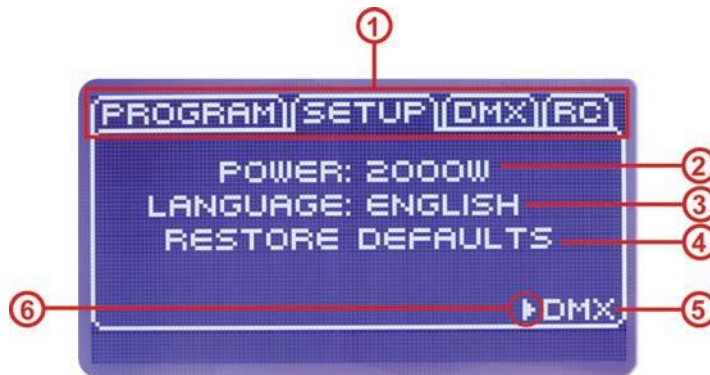 1
PROGRAM SETUP DMX RC
POWER: 2000W 2
LANGUAGE: ENGLISH 3
RESTORE DEFAULTS 4
6 DMX 5